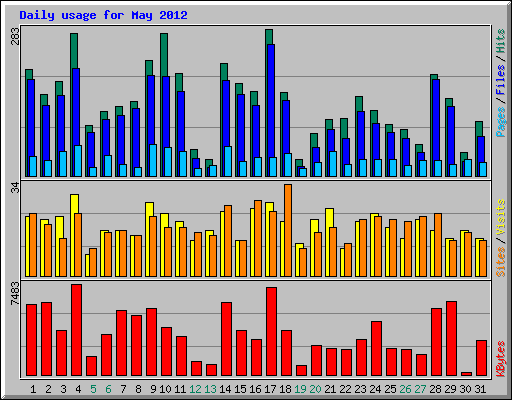 Daily usage for May 2012
283
Pages / Files / Hits
34
Sites / Visits
7483
KBytes
1 2 3 4 5 6 7 8 9 10 11 12 13 14 15 16 17 18 19 20 21 22 23 24 25 26 27 28 29 30 31